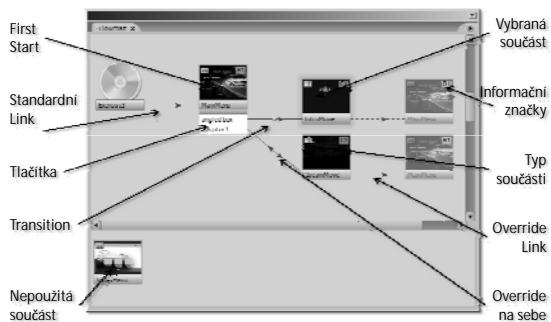 First
Start
Standardní
Link
Tlačítka
Transition
Nepoužitá
součást
Vybraná
součást
Informační
značky
Typ
součásti
Override
Link
Override
na sebe
MainMenu